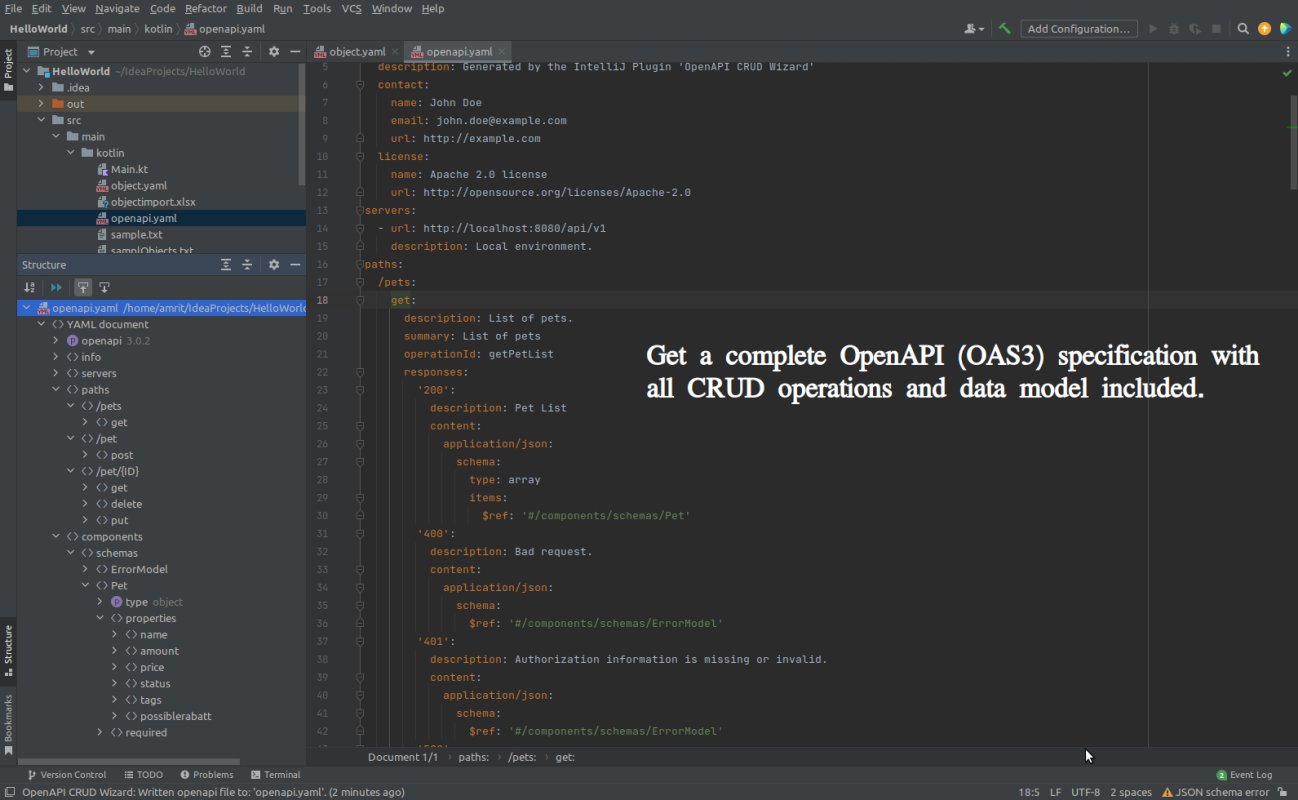 File Edit View Navigate Code Refactor Build Run Tools VCS Window Help
HelloWorld src main kotlin openapi.yaml
Add Configuration...
Project
Project
object.yaml
openapi.yaml
HelloWorld ~/IdeaProjects/HelloWorld
.idea
out
src
main
kotlin
Main.kt
object.yaml
objectimport.xlsx
openapi.yaml
sample.txt
samplObjects.txt
Structure
openapi.yaml /home/amrit/IdeaProjects/HelloWorld
YAML document
openapi 3.0.2
info
servers
paths
/pets
get
/pet
post
/pet/{ID}
get
delete
put
components
schemas
ErrorModel
Pet
type object
properties
name
amount
price
status
tags
possiblerabatt
required
Structure
Bookmarks
5 description: Generated by the IntelliJ Plugin 'OpenAPI CRUD Wizard'
6 contact:
7 name: John Doe
8 email: john.doe@example.com
9 url: http://example.com
10 license:
11 name: Apache 2.0 license
12 url: http://opensource.org/licenses/Apache-2.0
13 servers:
14 - url: http://localhost:8080/api/v1
15 description: Local environment.
16 paths:
17 /pets:
18 get:
19 description: List of pets.
20 summary: List of pets
21 operationId: getPetList
22 responses:
23 '200':
24 description: Pet List
25 content:
26 application/json:
27 schema:
28 type: array
29 items:
30 $ref: '#/components/schemas/Pet'
31 '400':
32 description: Bad request.
33 content:
34 application/json:
35 schema:
36 $ref: '#/components/schemas/ErrorModel'
37 '401':
38 description: Authorization information is missing or invalid.
39 content:
40 application/json:
41 schema:
42 $ref: '#/components/schemas/ErrorModel'
Get a complete OpenAPI (OAS3) specification with
all CRUD operations and data model included.
Document 1/1 paths: /pets: get:
Version Control TODO Problems Terminal
2 Event Log
OpenAPI CRUD Wizard: Written openapi file to: 'openapi.yaml'. (2 minutes ago)
18:5 LF UTF-8 2 spaces JSON schema error